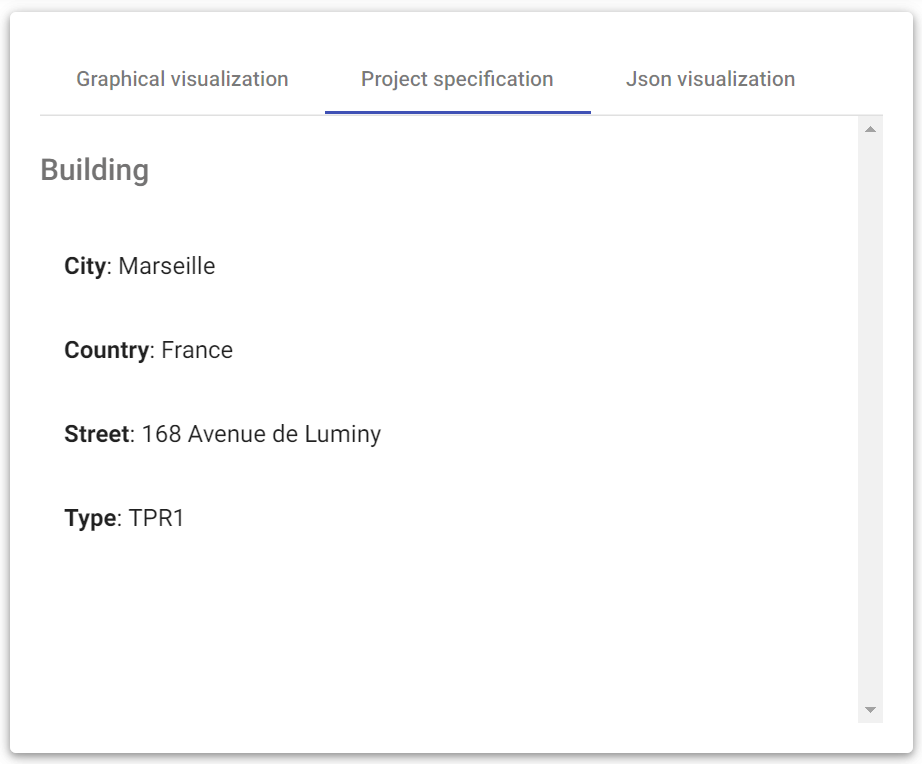 Graphical visualization Project specification Json visualization
Building
City: Marseille
Country: France
Street: 168 Avenue de Luminy
Type: TPR1